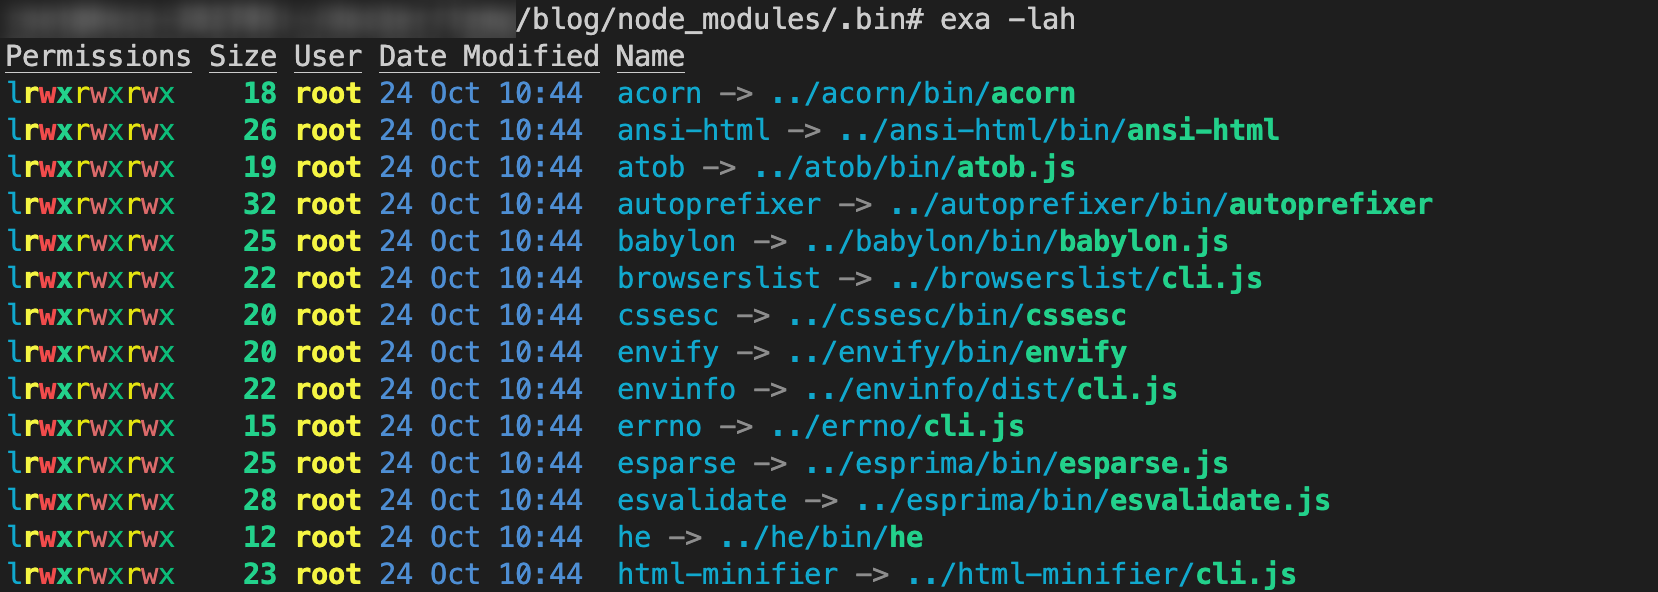 /blog/node_modules/.bin# exa -lah
Permissions Size User Date Modified Name
lrwxrwxrwx 18 root 24 Oct 10:44 acorn -> ../acorn/bin/acorn
lrwxrwxrwx 26 root 24 Oct 10:44 ansi-html -> ../ansi-html/bin/ansi-html
lrwxrwxrwx 19 root 24 Oct 10:44 atob -> ../atob/bin/atob.js
lrwxrwxrwx 32 root 24 Oct 10:44 autoprefixer -> ../autoprefixer/bin/autoprefixer
lrwxrwxrwx 25 root 24 Oct 10:44 babylon -> ../babylon/bin/babylon.js
lrwxrwxrwx 22 root 24 Oct 10:44 browserslist -> ../browserslist/cli.js
lrwxrwxrwx 20 root 24 Oct 10:44 cssesc -> ../cssesc/bin/cssesc
lrwxrwxrwx 20 root 24 Oct 10:44 envify -> ../envify/bin/envify
lrwxrwxrwx 22 root 24 Oct 10:44 envinfo -> ../envinfo/dist/cli.js
lrwxrwxrwx 15 root 24 Oct 10:44 errno -> ../errno/cli.js
lrwxrwxrwx 25 root 24 Oct 10:44 esparse -> ../esprima/bin/esparse.js
lrwxrwxrwx 28 root 24 Oct 10:44 esvalidate -> ../esprima/bin/esvalidate.js
lrwxrwxrwx 12 root 24 Oct 10:44 he -> ../he/bin/he
lrwxrwxrwx 23 root 24 Oct 10:44 html-minifier -> ../html-minifier/cli.js